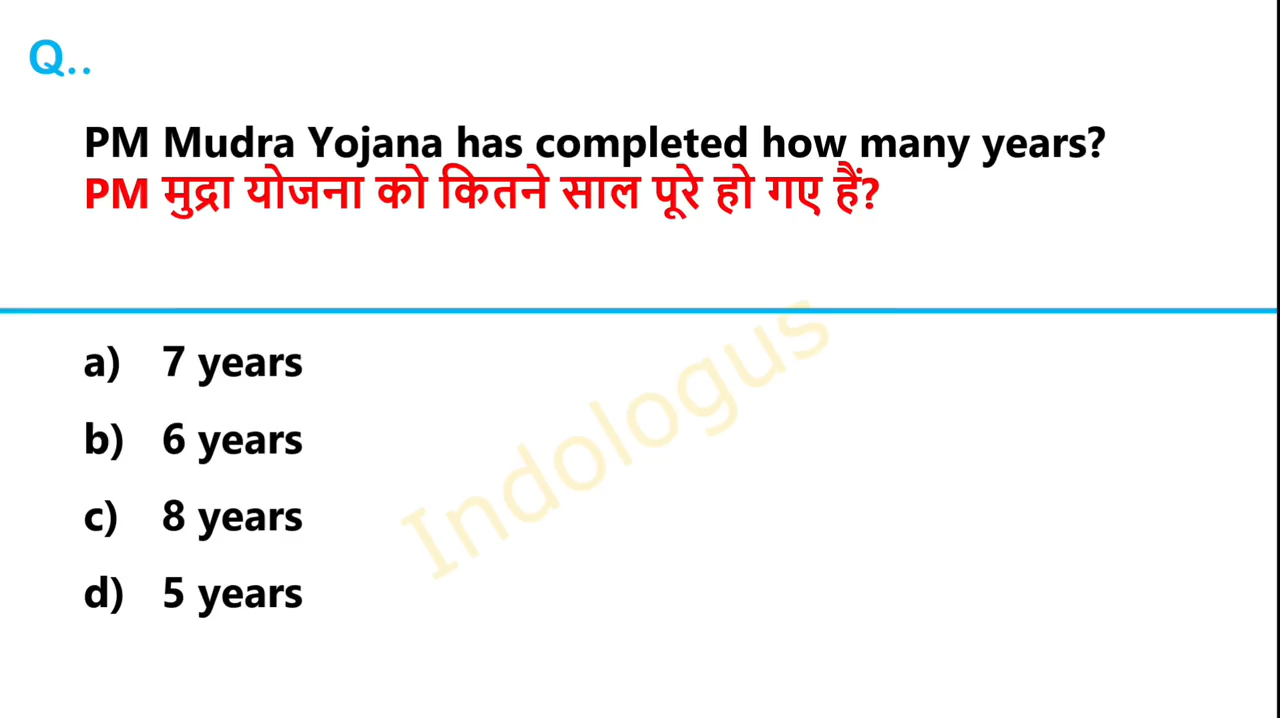 Q..
PM Mudra Yojana has completed how many years?
PM मुद्रा योजना को कितने साल पूरे हो गए हैं?
a) 7 years
b) 6 years
c) 8 years
d) 5 years
Indologus